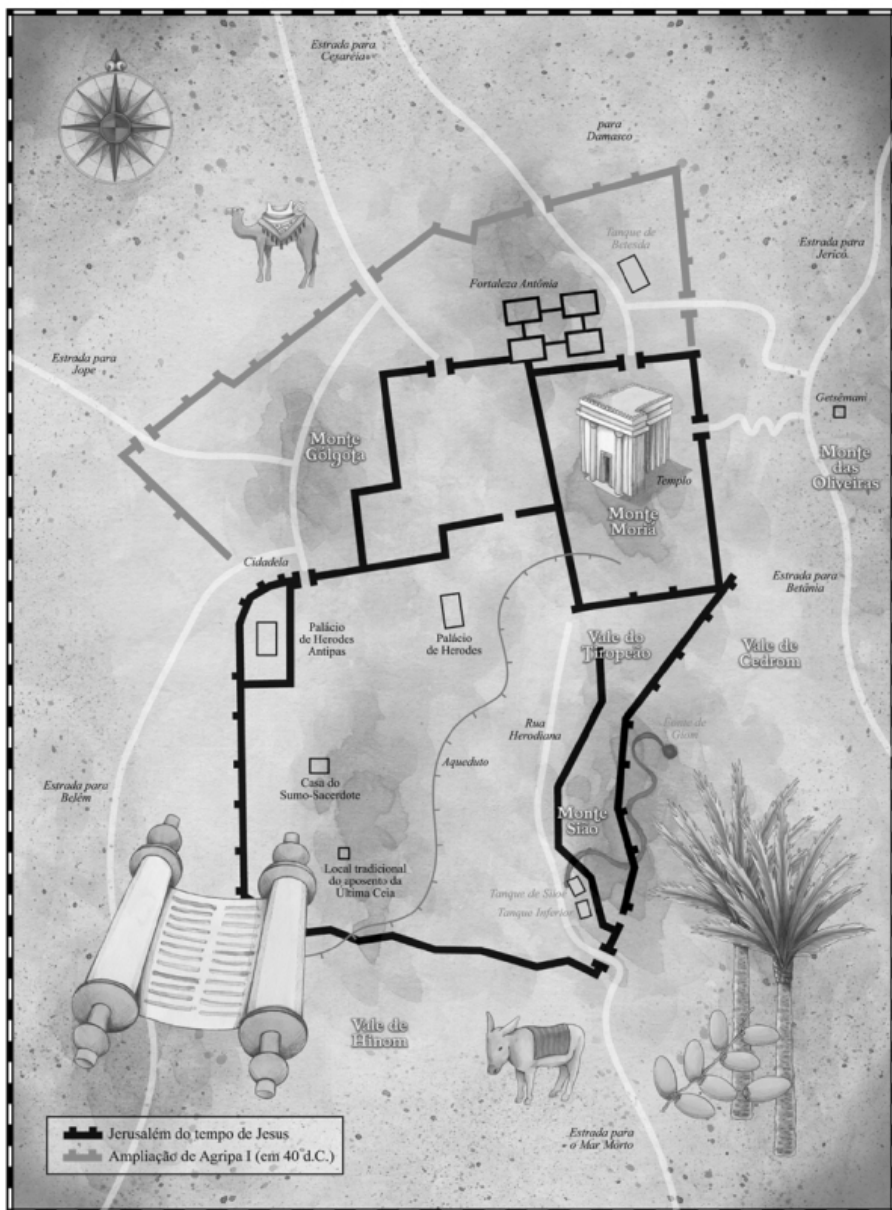 Estrada para
Cesareia
para
Damasco
Tanque de
Betesda
Estrada para
Jericó
Fortaleza Antônia
Estrada para
Jope
Getsêmani
Monte
Gólgota
Monte
das
Oliveiras
Templo
Monte
Moriá
Cidadela
Estrada para
Betânia
Palácio
de Herodes
Antipas
Palácio
de Herodes
Vale do
Tiropeão
Vale de
Cedrom
Rua
Herodiana
Fonte de
Giom
Aqueduto
Estrada para
Belém
Casa do
Sumo-Sacerdote
Monte
Sião
Local tradicional
do aposento da
Última Ceia
Tanque de Siloé
Tanque Inferior
Vale de
Hinom
Jerusalém do tempo de Jesus
Ampliação de Agripa I (em 40 d.C.)
Estrada para
o Mar Morto